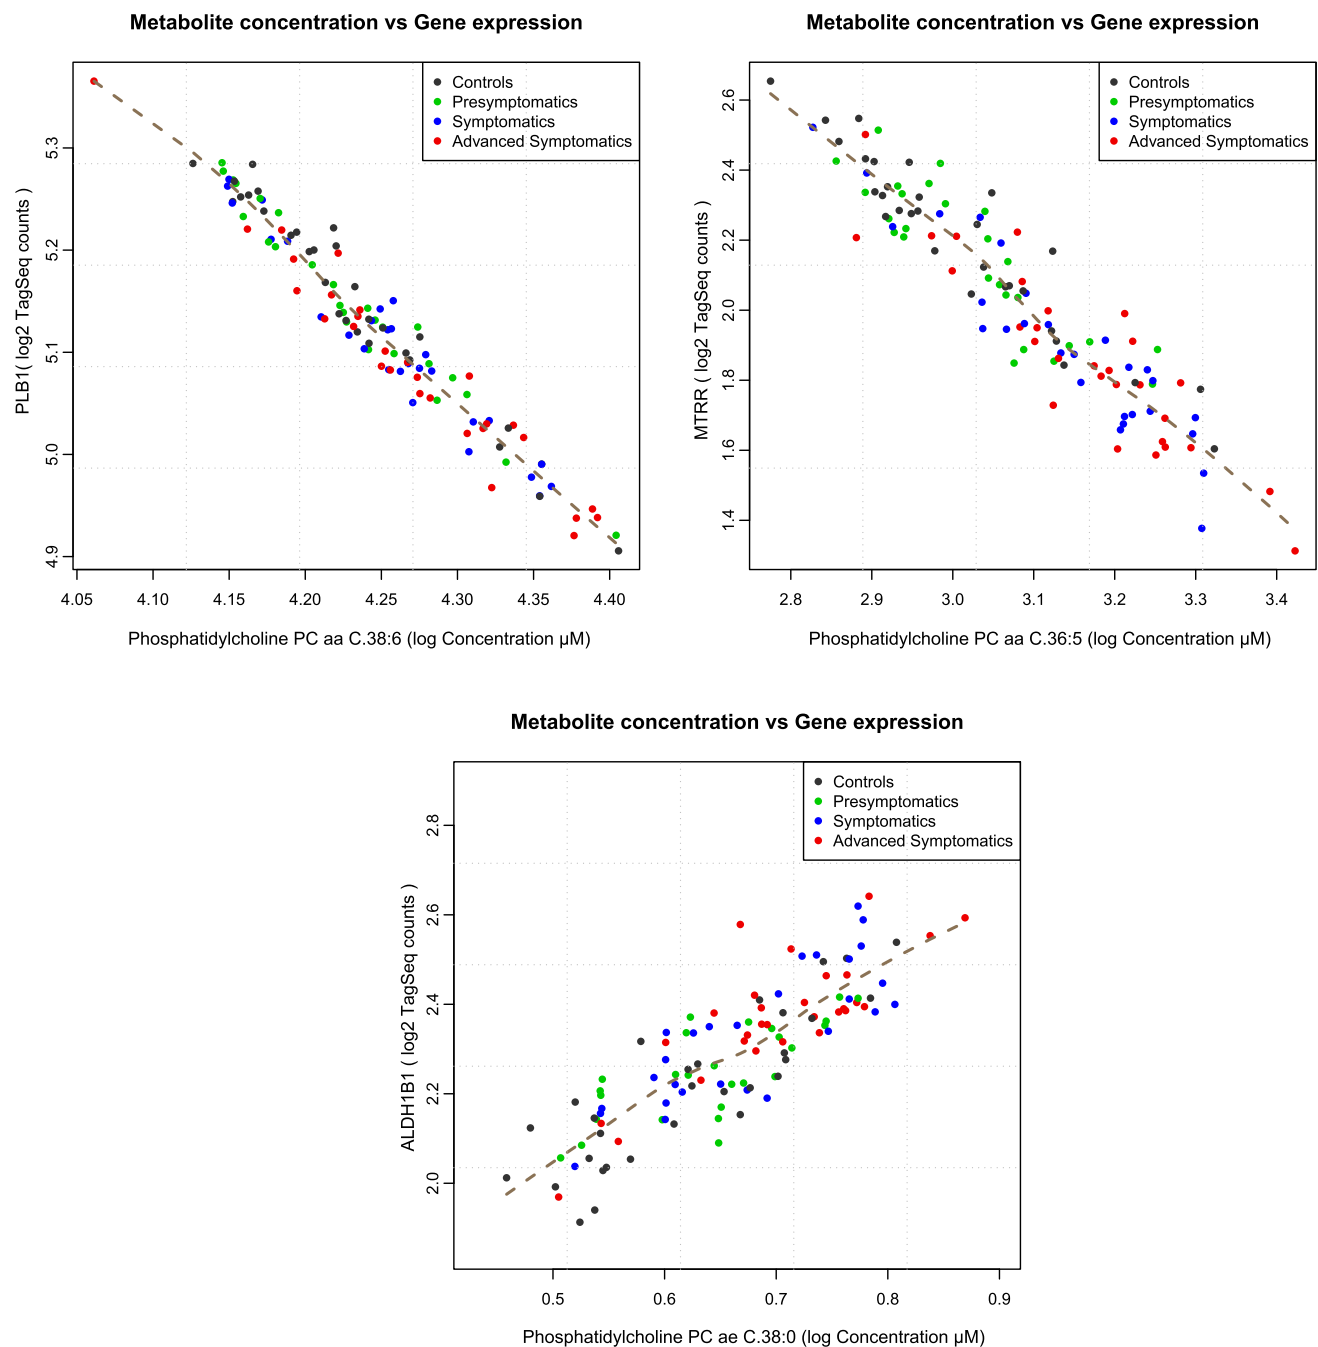 Metabolite concentration vs Gene expression
Controls
Presymptomatics
Symptomatics
Advanced Symptomatics
PLB1( log2 TagSeq counts )
5.3
5.2
5.1
5.0
4.9
4.05 4.10 4.15 4.20 4.25 4.30 4.35 4.40
Phosphatidylcholine PC aa C.38:6 (log Concentration µM)
Metabolite concentration vs Gene expression
Controls
Presymptomatics
Symptomatics
Advanced Symptomatics
MTRR ( log2 TagSeq counts )
2.6
2.4
2.2
2.0
1.8
1.6
1.4
2.8 2.9 3.0 3.1 3.2 3.3 3.4
Phosphatidylcholine PC aa C.36:5 (log Concentration µM)
Metabolite concentration vs Gene expression
Controls
Presymptomatics
Symptomatics
Advanced Symptomatics
ALDH1B1 ( log2 TagSeq counts )
2.8
2.6
2.4
2.2
2.0
0.5 0.6 0.7 0.8 0.9
Phosphatidylcholine PC ae C.38:0 (log Concentration µM)